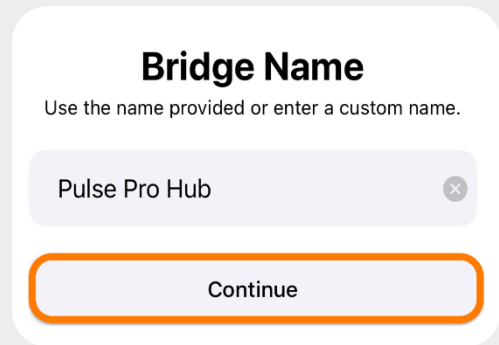 Bridge Name
Use the name provided or enter a custom name.
Pulse Pro Hub
Continue